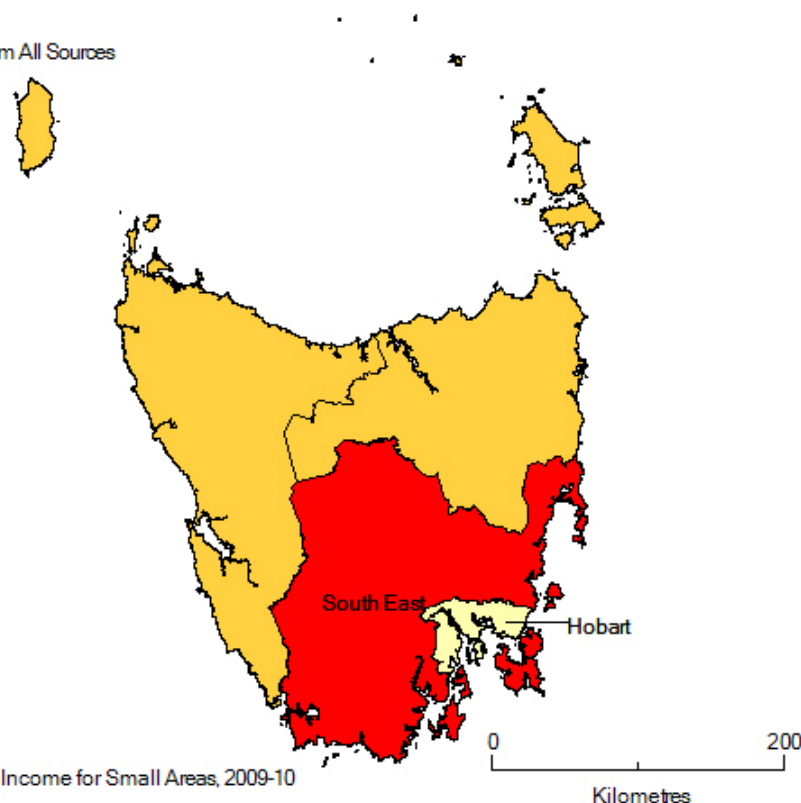 m All Sources
South East
Hobart
0 200
Kilometres
Income for Small Areas, 2009-10